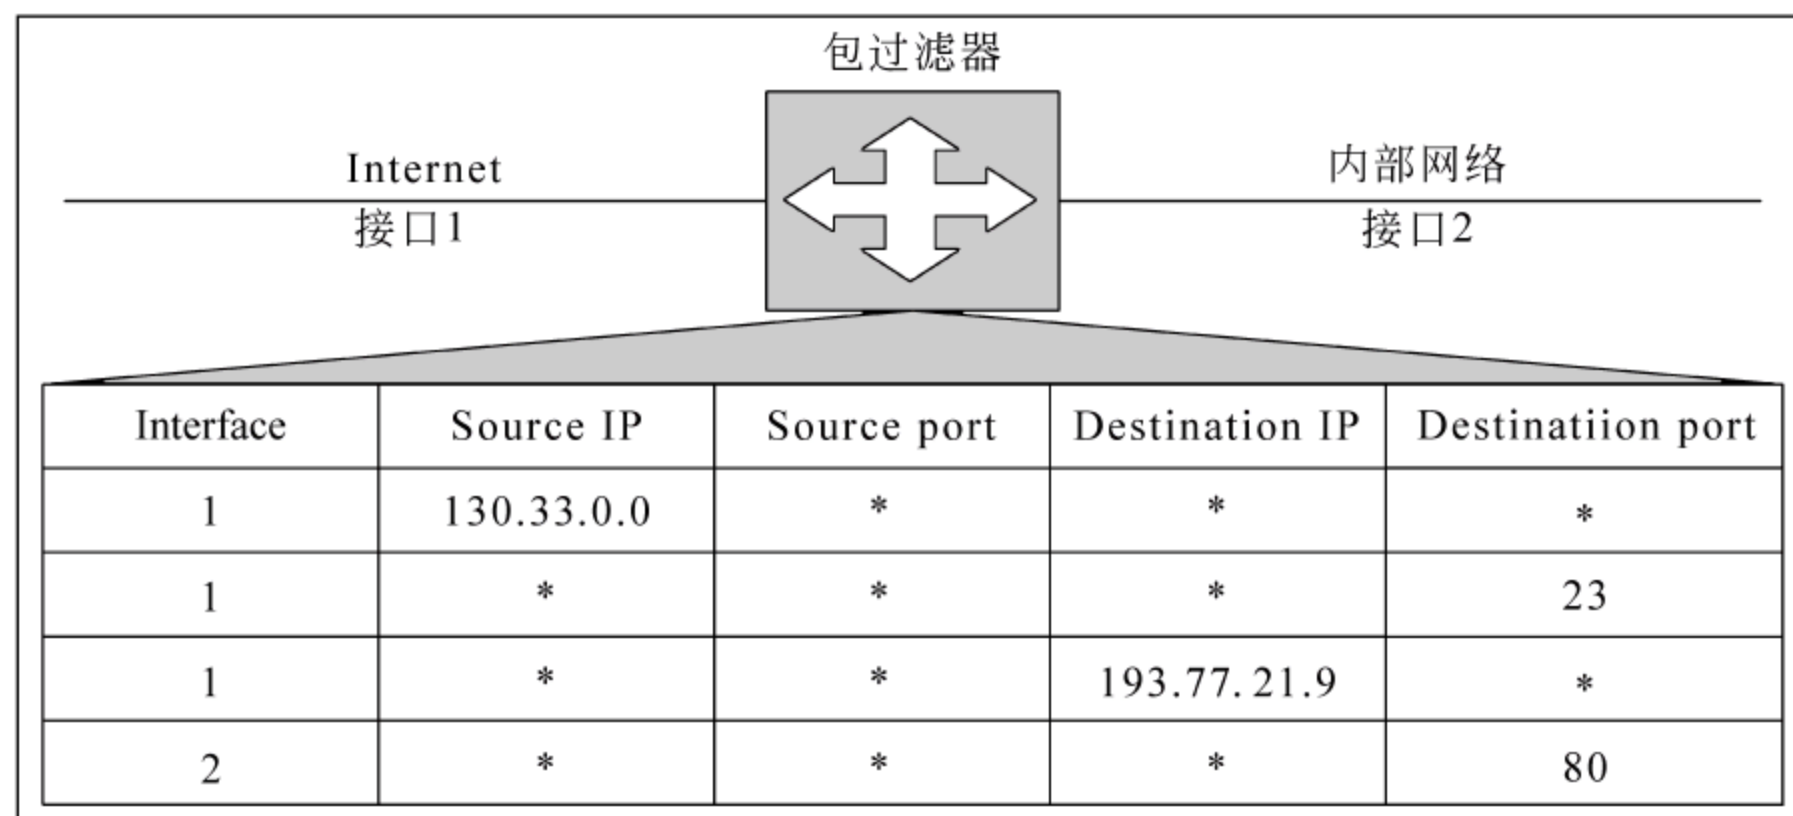 包过滤器
Internet
接口1
内部网络
接口2
Interface Source IP Source port Destination IP Destinatiion port
1 130.33.0.0 * * *
1 * * * 23
1 * * 193.77.21.9 *
2 * * * 80